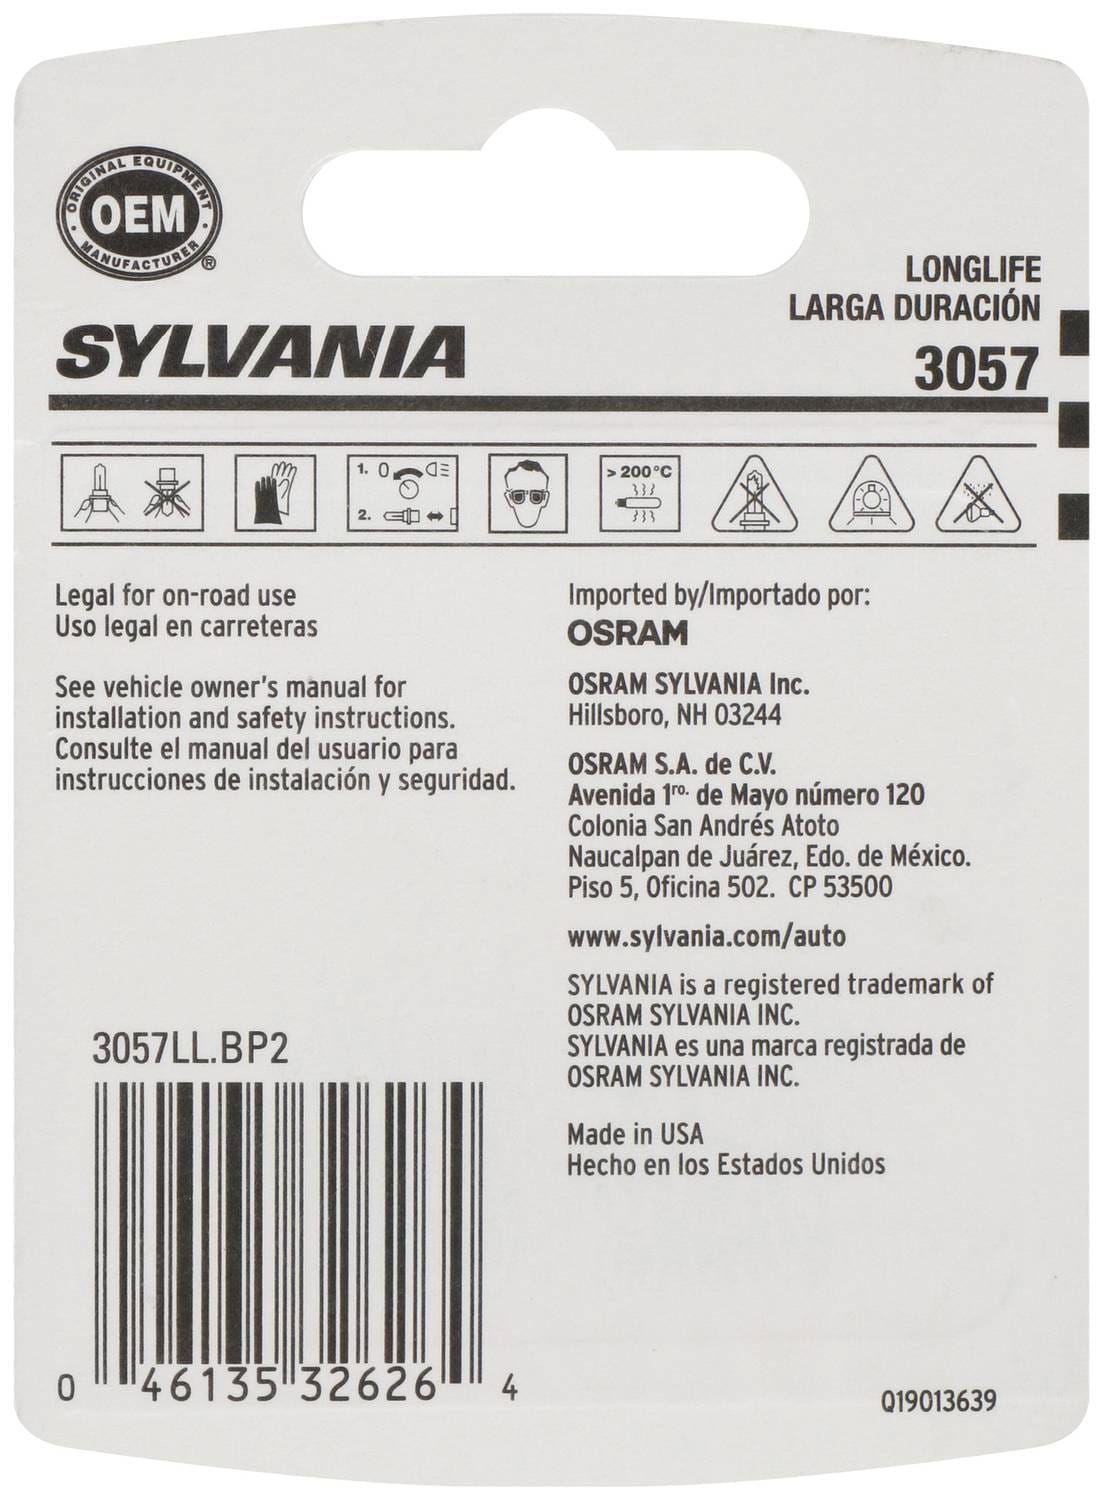 ORIGINAL EQUIPMENT
OEM
MANUFACTURER
®
LONGLIFE
LARGA DURACIÓN
SYLVANIA
3057
1. 0
2.
> 200°C
Legal for on-road use
Uso legal en carreteras
See vehicle owner's manual for
installation and safety instructions.
Consulte el manual del usuario para
instrucciones de instalación y seguridad.
Imported by/Importado por:
OSRAM
OSRAM SYLVANIA Inc.
Hillsboro, NH 03244
OSRAM S.A. de C.V.
Avenida 1ro. de Mayo número 120
Colonia San Andrés Atoto
Naucalpan de Juárez, Edo. de México.
Piso 5, Oficina 502. CP 53500
www.sylvania.com/auto
SYLVANIA is a registered trademark of
OSRAM SYLVANIA INC.
SYLVANIA es una marca registrada de
OSRAM SYLVANIA INC.
Made in USA
Hecho en los Estados Unidos
3057LL.BP2
0 46135 32626 4
Q19013639